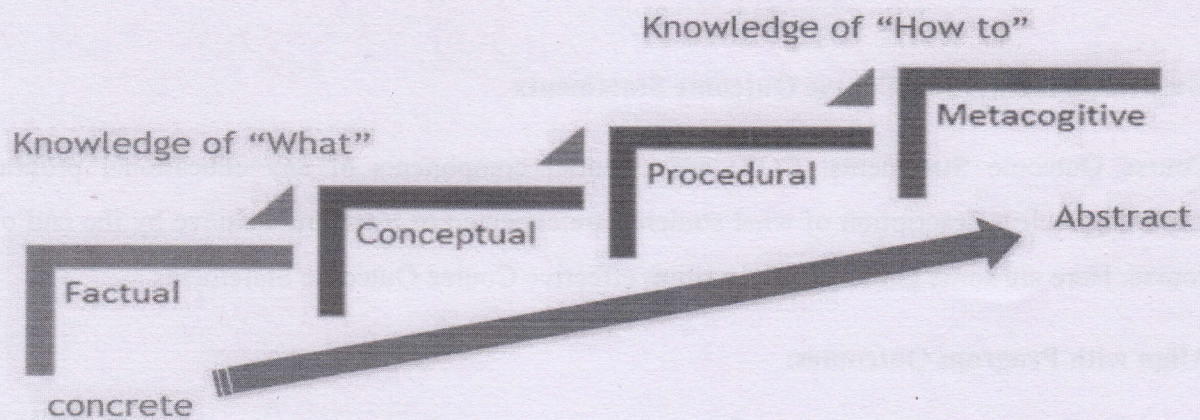 Knowledge of “How to”
Metacogitive
Knowledge of “What”
Procedural
Abstract
Conceptual
Factual
concrete